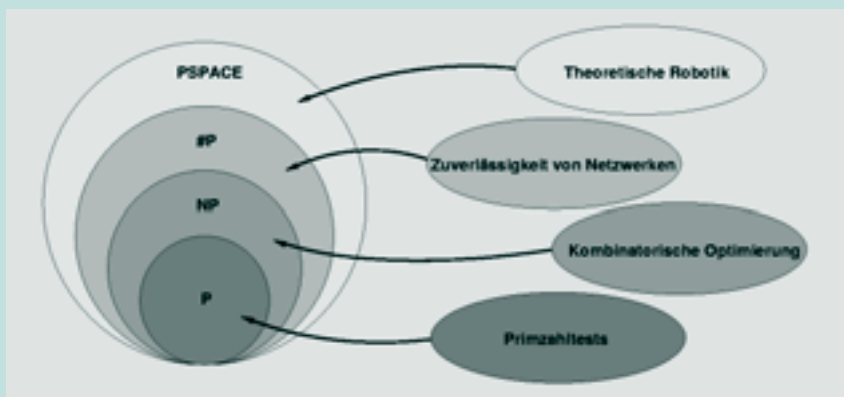 PSPACE
Theoretische Robotik
#P
Zuverlässigkeit von Netzwerken
NP
Kombinatorische Optimierung
P
Primzahltests